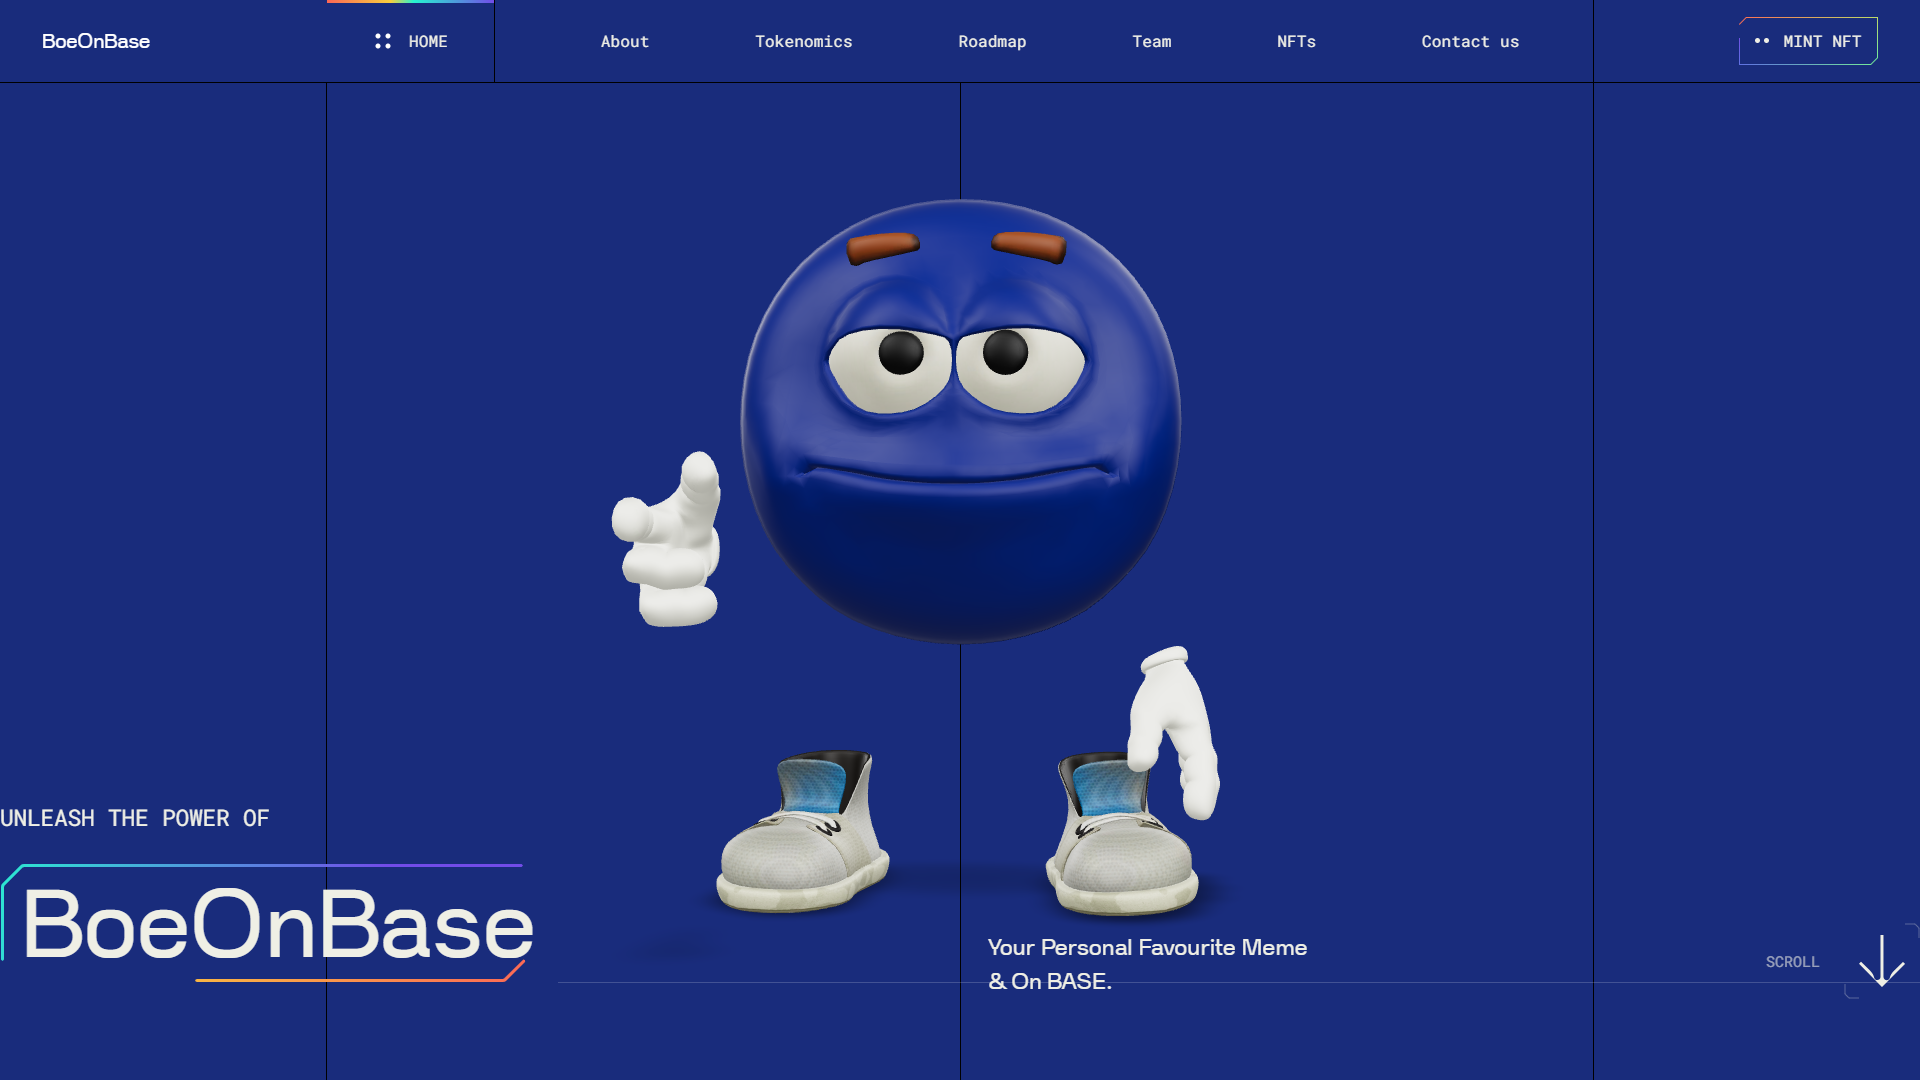 BoeOnBase
HOME
About
Tokenomics
Roadmap
Team
NFTs
Contact us
MINT NFT
UNLEASH THE POWER OF
BoeOnBase
Your Personal Favourite Meme
& On BASE.
SCROLL